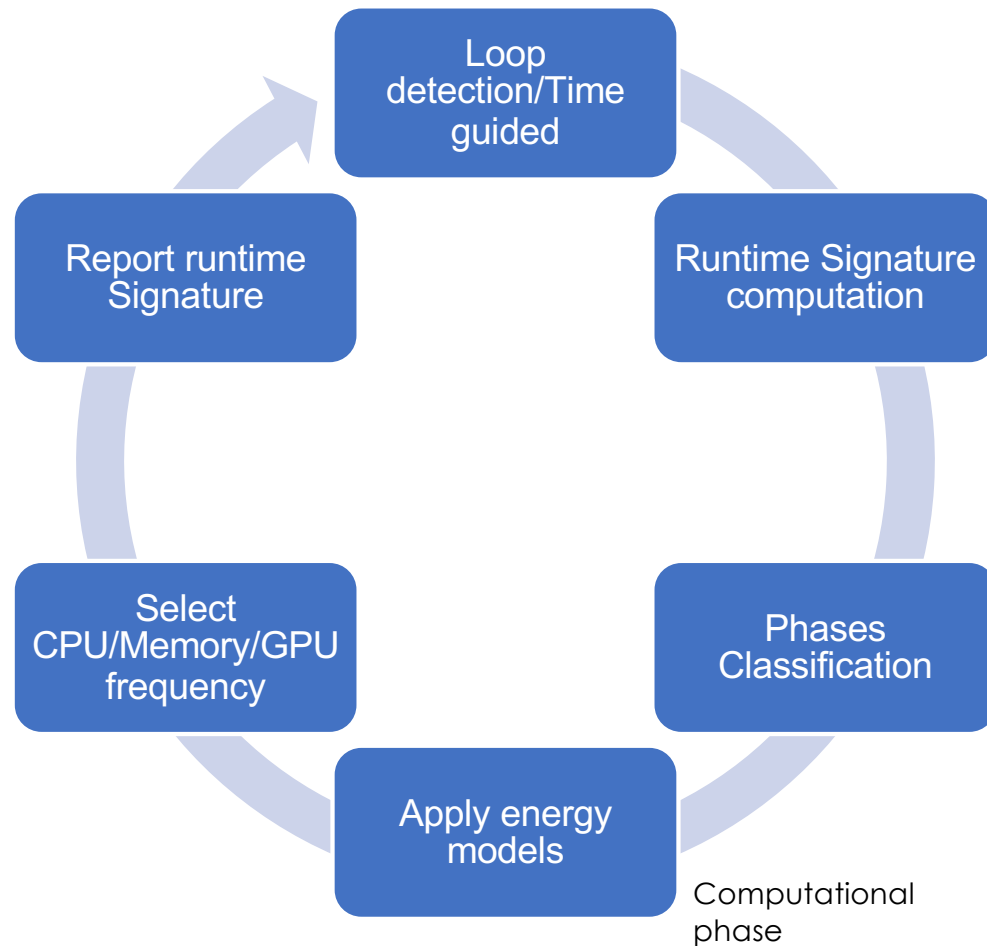 Loop
detection/Time
guided
Report runtime
Signature
Runtime Signature
computation
Select
CPU/Memory/GPU
frequency
Phases
Classification
Apply energy
models
Computational
phase